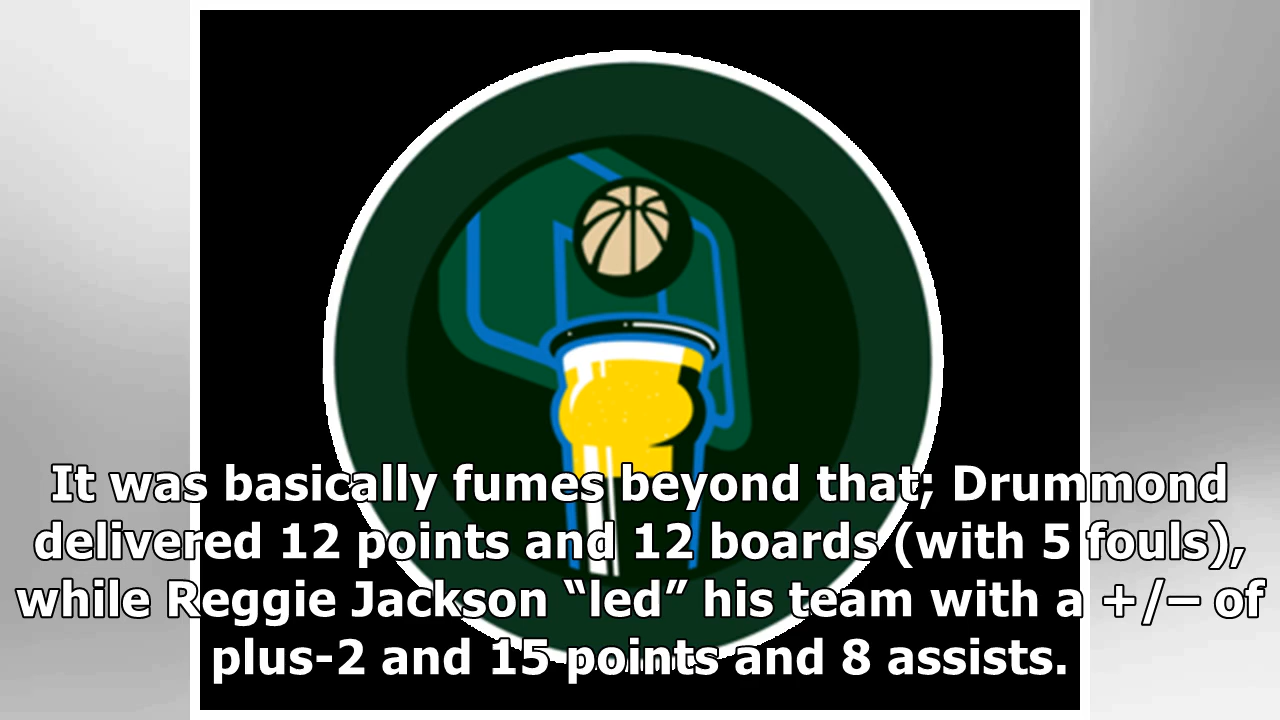 It was basically fumes beyond that; Drummond
delivered 12 points and 12 boards (with 5 fouls),
while Reggie Jackson “led” his team with a +/− of
plus-2 and 15 points and 8 assists.